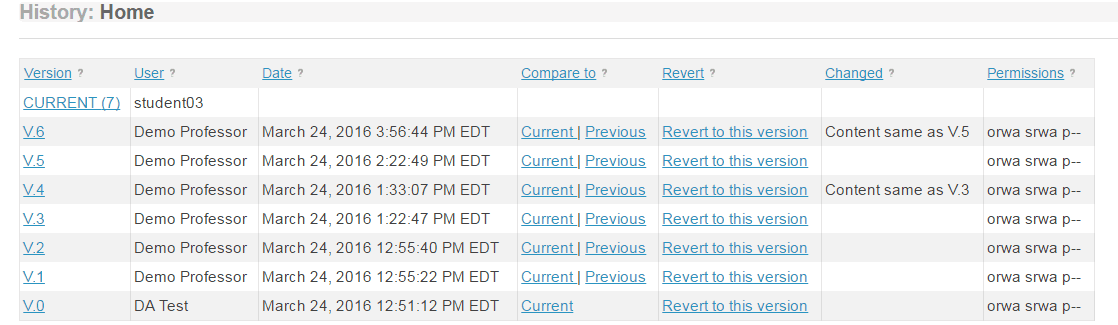 History: Home
Version ? User ? Date ? Compare to ? Revert ? Changed ? Permissions ?
CURRENT (7) student03
V.6 Demo Professor March 24, 2016 3:56:44 PM EDT Current | Previous Revert to this version Content same as V.5 orwa srwa p--
V.5 Demo Professor March 24, 2016 2:22:49 PM EDT Current | Previous Revert to this version orwa srwa p--
V.4 Demo Professor March 24, 2016 1:33:07 PM EDT Current | Previous Revert to this version Content same as V.3 orwa srwa p--
V.3 Demo Professor March 24, 2016 1:22:47 PM EDT Current | Previous Revert to this version orwa srwa p--
V.2 Demo Professor March 24, 2016 12:55:40 PM EDT Current | Previous Revert to this version orwa srwa p--
V.1 Demo Professor March 24, 2016 12:55:22 PM EDT Current | Previous Revert to this version orwa srwa p--
V.0 DA Test March 24, 2016 12:51:12 PM EDT Current Revert to this version orwa srwa p--